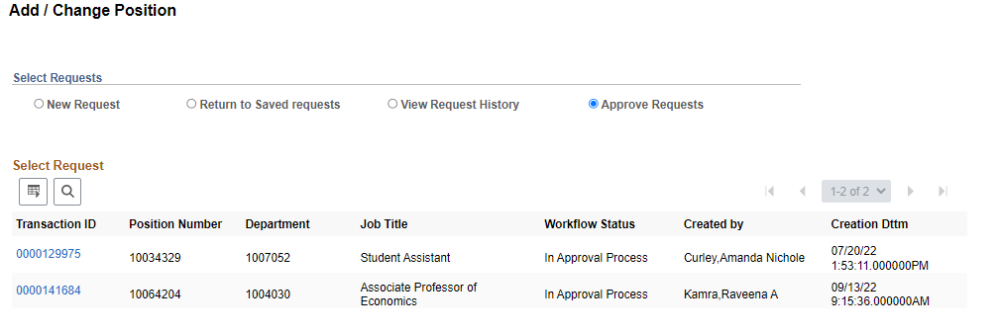 Add / Change Position
Select Requests
New Request Return to Saved requests View Request History Approve Requests
Select Request
1-2 of 2
Transaction ID Position Number Department Job Title Workflow Status Created by Creation Dttm
0000129975 10034329 1007052 Student Assistant In Approval Process Curley,Amanda Nichole 07/20/22
1:53:11.000000PM
0000141684 10064204 1004030 Associate Professor of In Approval Process Kamra,Raveena A 09/13/22
Economics 9:15:36.000000AM